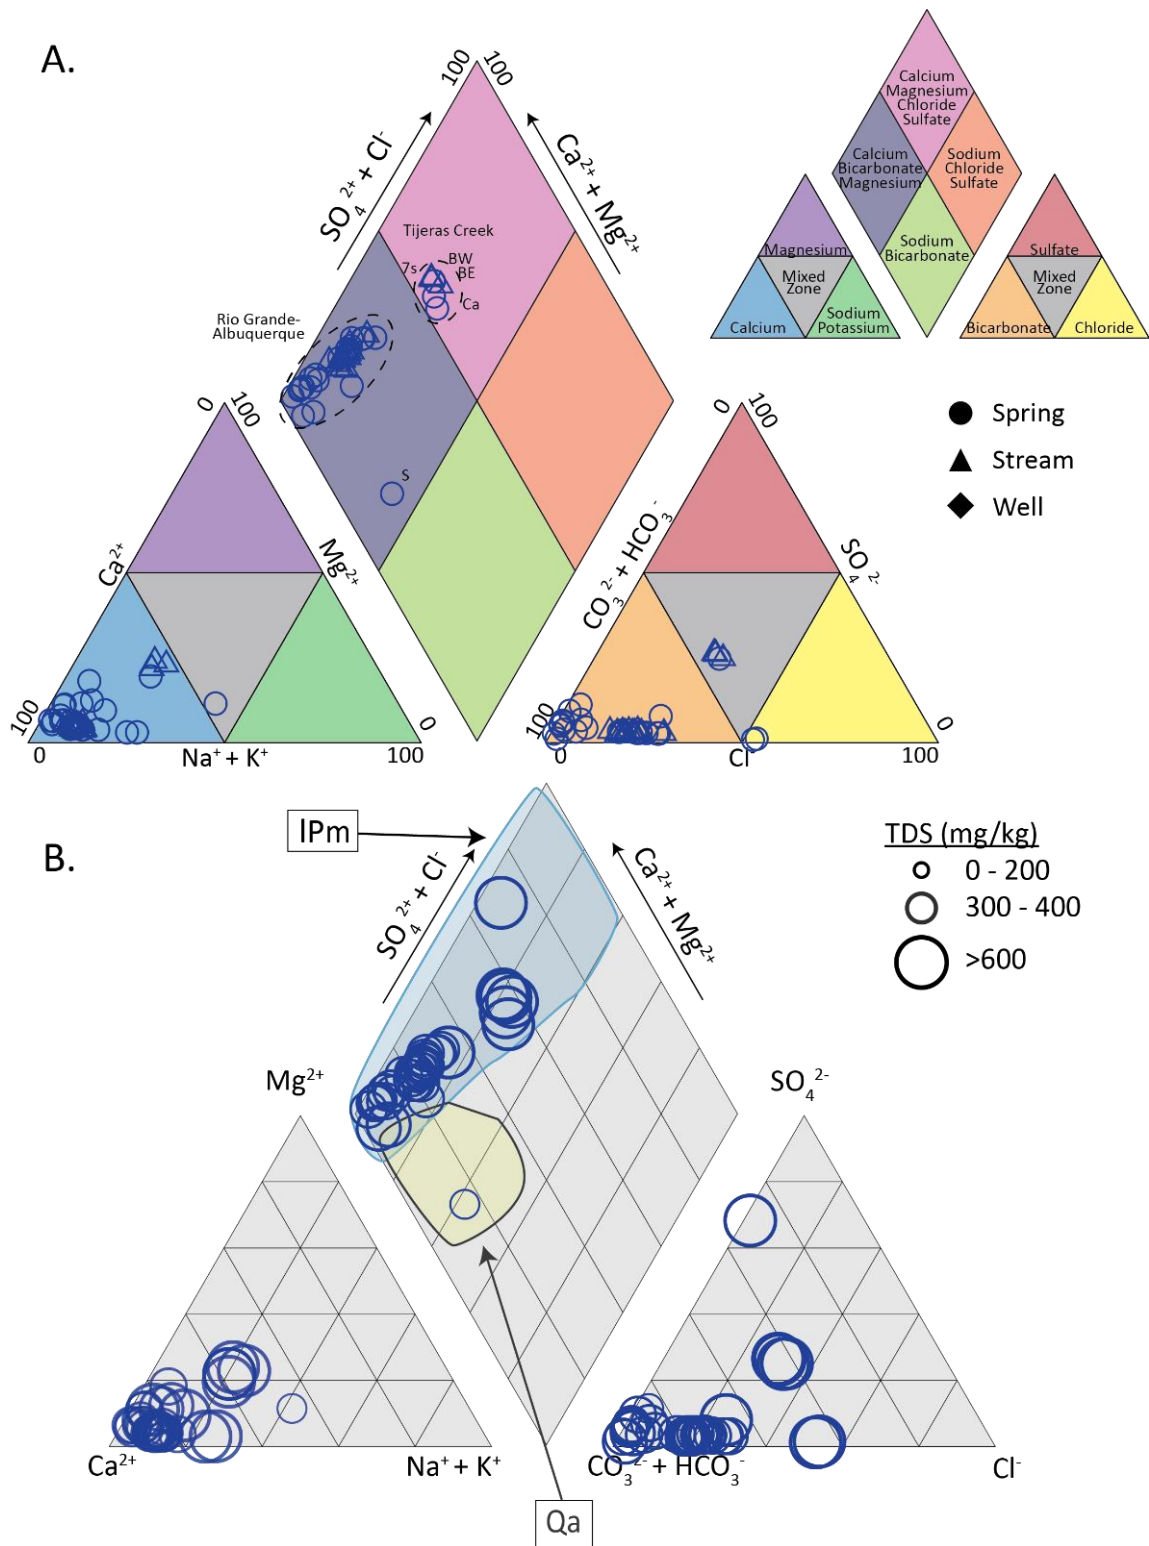 A.
100 100
SO₄²⁺ + Cl⁻
Ca²⁺ + Mg²⁺
Calcium
Magnesium
Chloride
Sulfate
Calcium
Bicarbonate
Magnesium
Sodium
Chloride
Sulfate
Sodium
Bicarbonate
Magnesium
Mixed
Zone
Calcium
Sodium
Potassium
Sulfate
Mixed
Zone
Bicarbonate
Chloride
Tijeras Creek
7s
BW
BE
Ca
Rio Grande-
Albuquerque
S
0 100
Ca²⁺
Mg²⁺
100
0
0
Na⁺ + K⁺
100
0 100
CO₃²⁻ + HCO₃⁻
SO₄²⁻
100
0
0
Cl⁻
100
Spring
Stream
Well
B.
IPm
SO₄²⁺ + Cl⁻
Ca²⁺ + Mg²⁺
TDS (mg/kg)
0 - 200
300 - 400
>600
Mg²⁺
SO₄²⁻
Ca²⁺
Na⁺ + K⁺
CO₃²⁻ + HCO₃⁻
Cl⁻
Qa